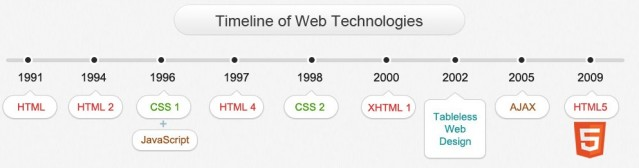 Timeline of Web Technologies
1991 1994 1996 1997 1998 2000 2002 2005 2009
HTML HTML 2 CSS 1 HTML 4 CSS 2 XHTML 1 Tableless AJAX HTML5
+
JavaScript
Web
Design
5